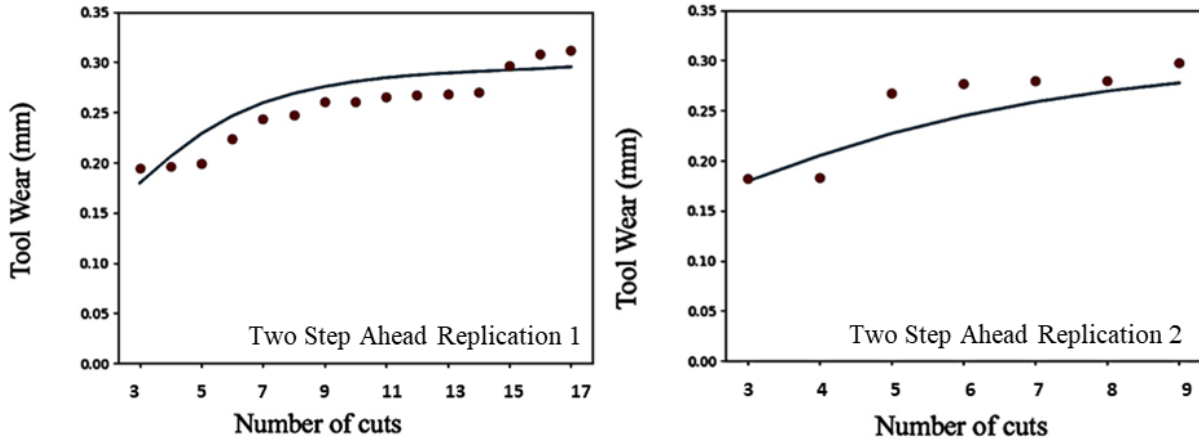 0.35
0.30
0.25
0.20
0.15
0.10
0.05
0.00
Tool Wear (mm)
Two Step Ahead Replication 1
3 5 7 9 11 13 15 17
Number of cuts
0.35
0.30
0.25
0.20
0.15
0.10
0.05
0.00
Tool Wear (mm)
Two Step Ahead Replication 2
3 4 5 6 7 8 9
Number of cuts